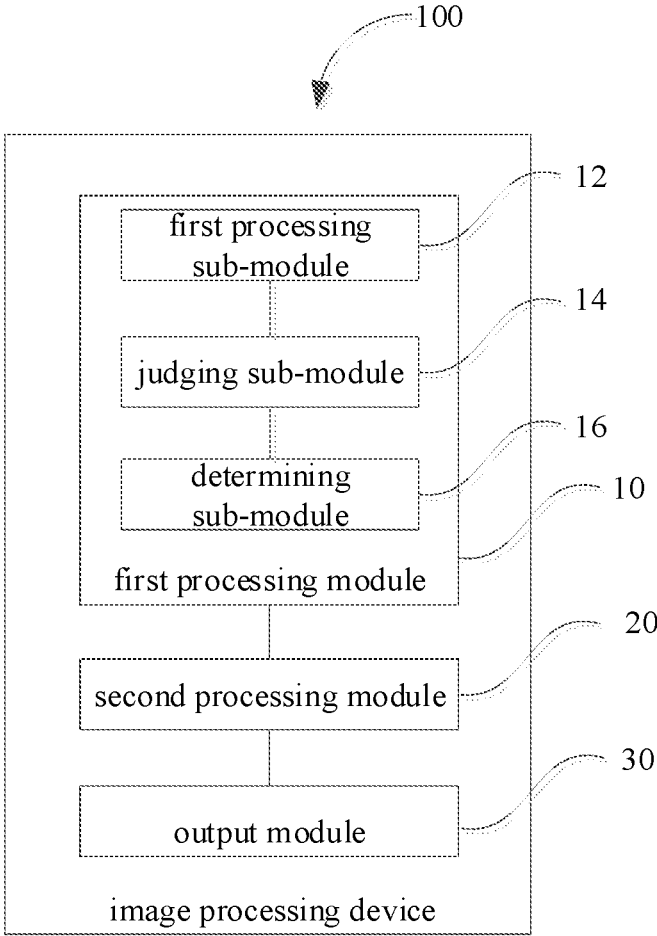 100
12
first processing
sub-module
14
judging sub-module
16
determining
sub-module
10
first processing module
20
second processing module
30
output module
image processing device